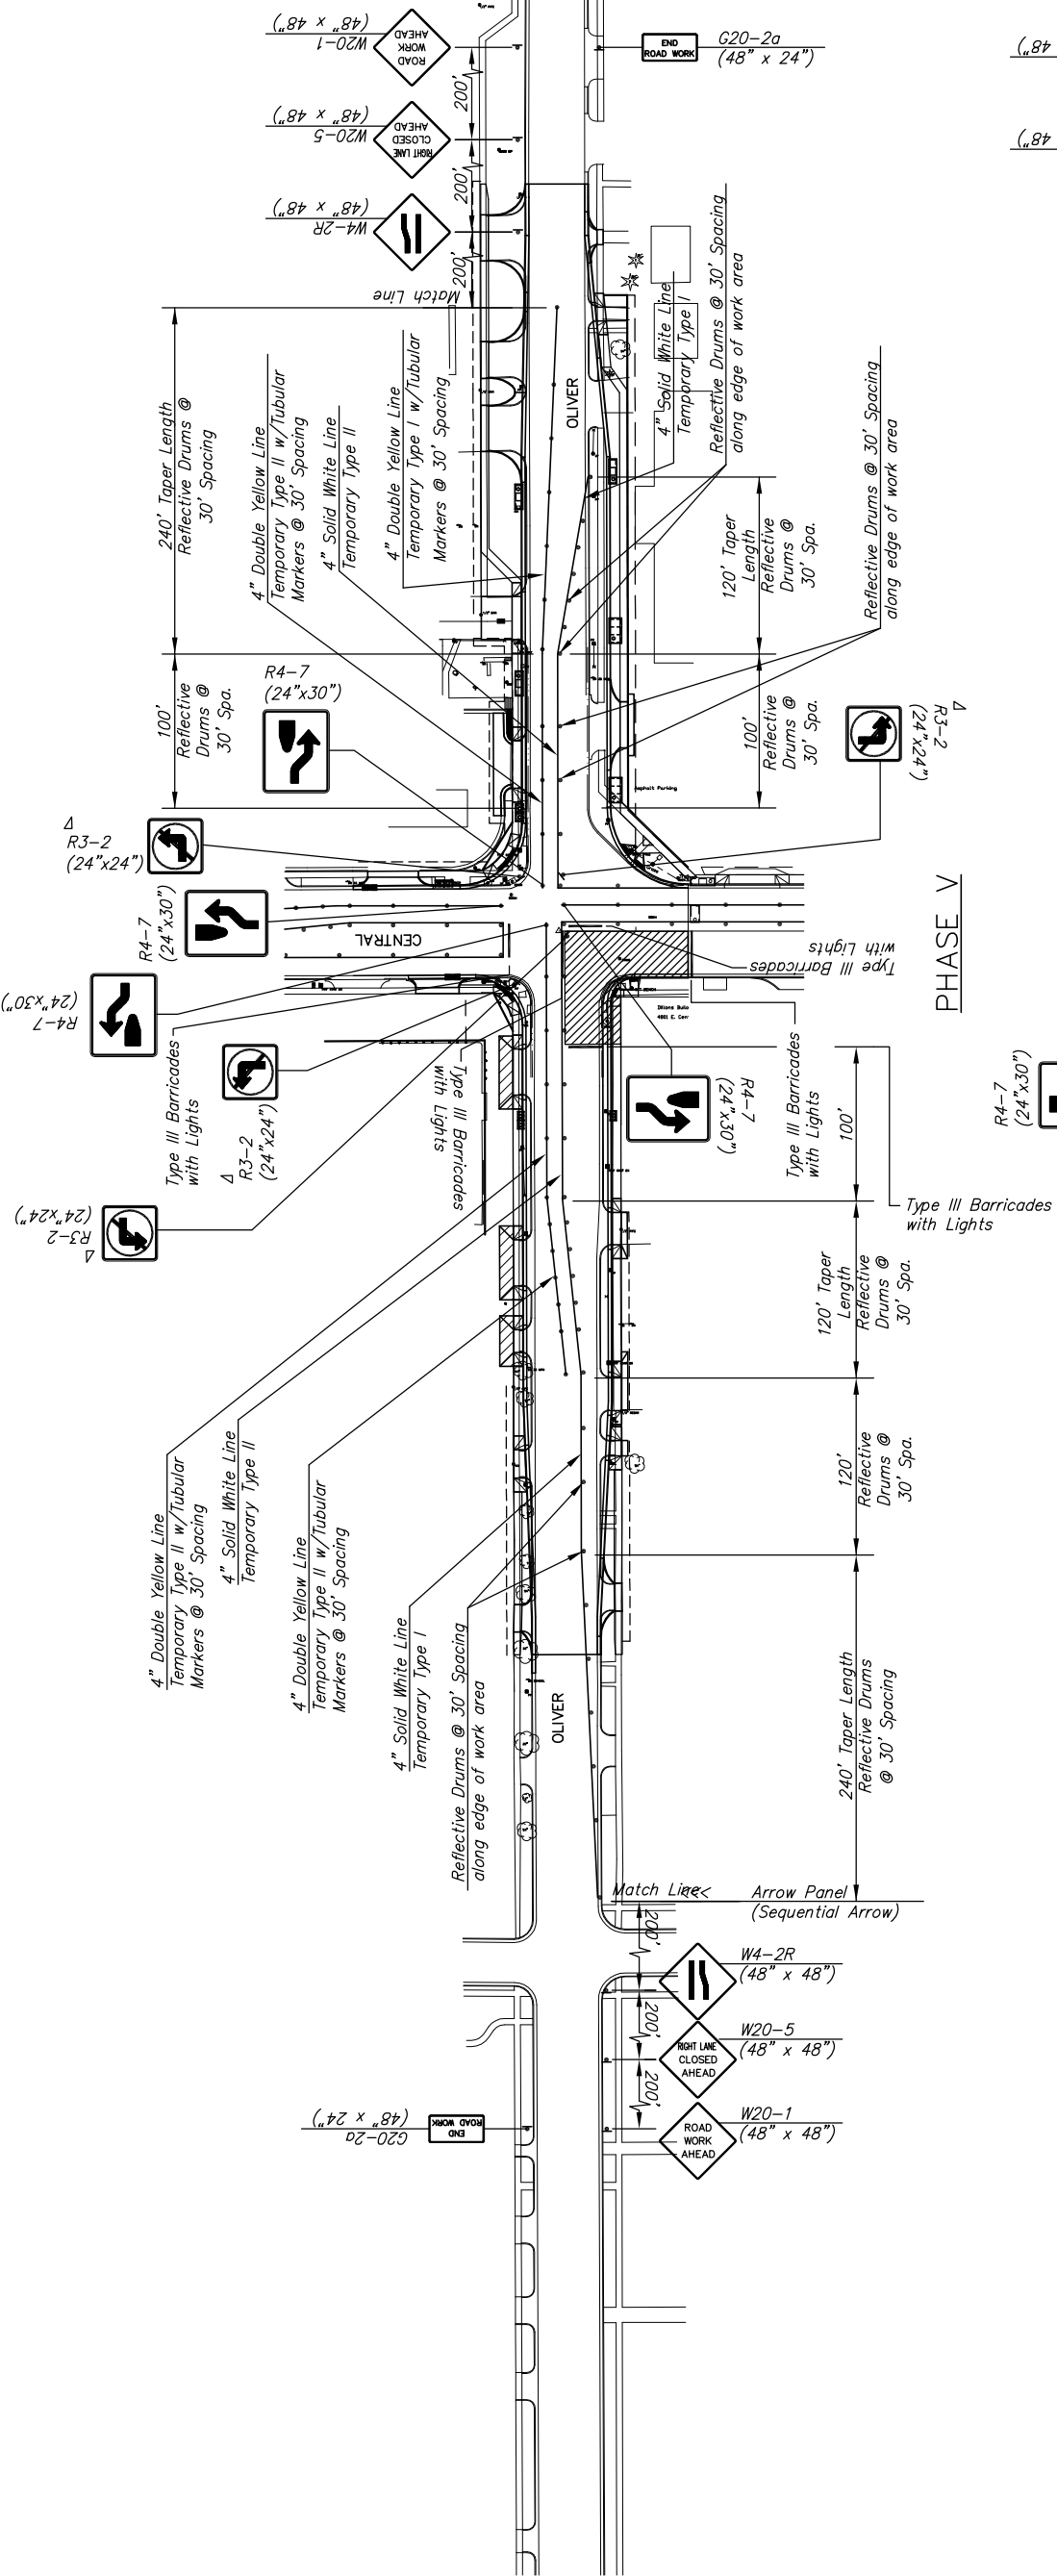 W20-1
(48" x 48")
ROAD
WORK
AHEAD
END
ROAD WORK
G20-2a
(48" x 24")
48")
200'
W20-5
(48" x 48")
RIGHT LANE
CLOSED
AHEAD
48")
200'
W4-2R
(48" x 48")
200'
Match Line
240' Taper Length
Reflective Drums @
30' Spacing
4" Double Yellow Line
Temporary Type II w/Tubular
Markers @ 30' Spacing
4" Solid White Line
Temporary Type II
4" Double Yellow Line
Temporary Type I w/Tubular
Markers @ 30' Spacing
OLIVER
4" Solid White Line
Temporary Type I
Reflective Drums @ 30' Spacing
along edge of work area
120' Taper
Length
Reflective
Drums @
30' Spa.
Reflective Drums @ 30' Spacing
along edge of work area
100'
Reflective
Drums @
30' Spa.
R4-7
(24"x30")
100'
Reflective
Drums @
30' Spa.
Δ
R3-2
(24"x24")
Asphalt Parking
Δ
R3-2
(24"x24")
R4-7
(24"x30")
CENTRAL
Type III Barricades
with Lights
PHASE V
R4-7
(24"x30")
Dillons
4801 E. Cen
Type III Barricades
with Lights
Δ
R3-2
(24"x24")
Type III Barricades
with Lights
R4-7
(24"x30")
Type III Barricades
with Lights
100'
R4-7
(24"x30")
Δ
R3-2
(24"x24")
Type III Barricades
with Lights
120' Taper
Length
Reflective
Drums @
30' Spa.
4" Double Yellow Line
Temporary Type II w/Tubular
Markers @ 30' Spacing
4" Solid White Line
Temporary Type II
4" Double Yellow Line
Temporary Type II w/Tubular
Markers @ 30' Spacing
4" Solid White Line
Temporary Type I
Reflective Drums @ 30' Spacing
along edge of work area
120'
Reflective
Drums @
30' Spa.
OLIVER
240' Taper Length
Reflective Drums
@ 30' Spacing
Match Line
<<<
Arrow Panel
(Sequential Arrow)
200'
W4-2R
(48" x 48")
200'
RIGHT LANE
CLOSED
AHEAD
W20-5
(48" x 48")
200'
ROAD
WORK
AHEAD
W20-1
(48" x 48")
G20-2a
(48" x 24")
END
ROAD WORK